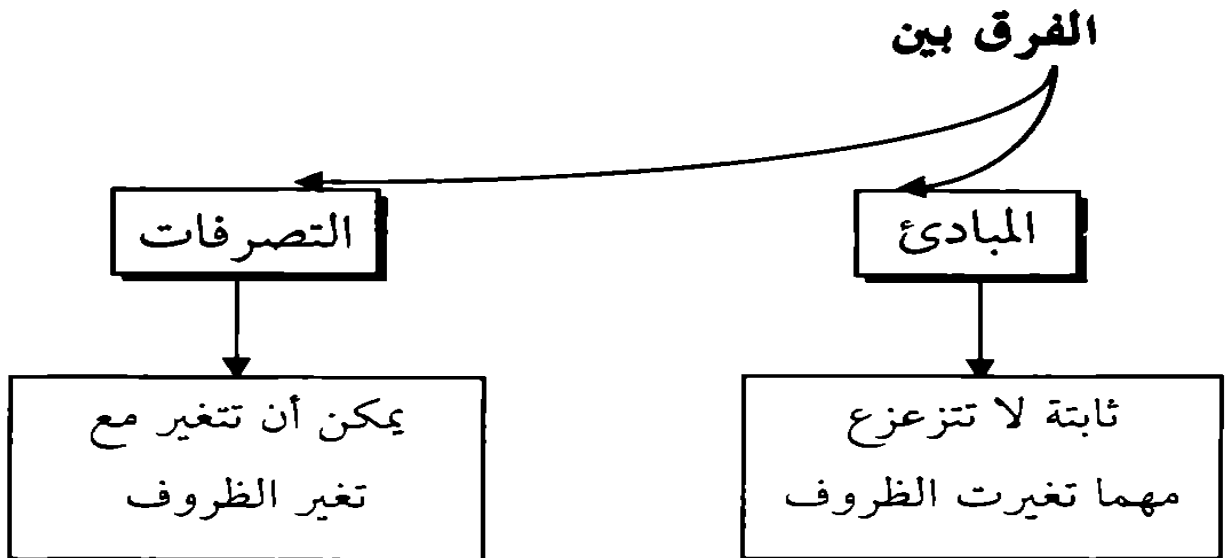 الفرق بين
المبادئ
التصرفات
ثابتة لا تتزعزع
مهما تغيرت الظروف
يمكن أن تتغير مع
تغير الظروف